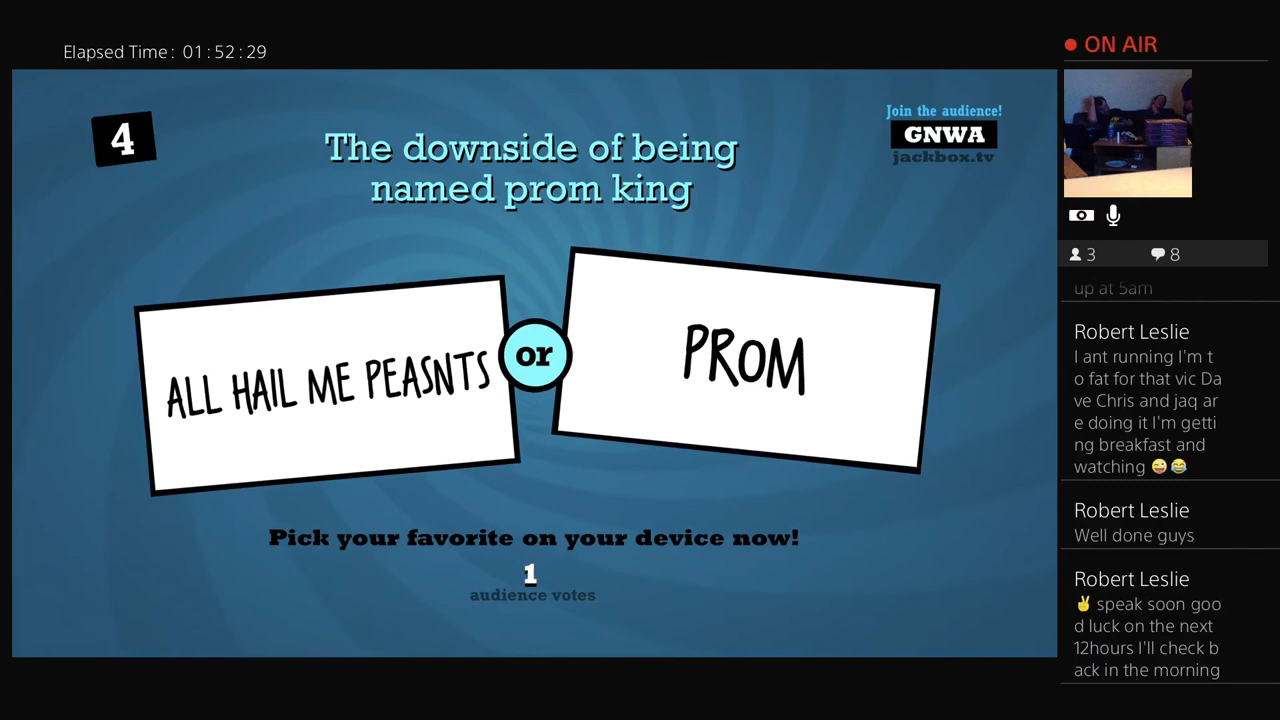 Elapsed Time: 01:52:29
ON AIR
4
The downside of being
named prom king
Join the audience!
GNWA
jackbox.tv
ALL HAIL ME PEASNTS
or
PROM
Pick your favorite on your device now!
1
audience votes
3 8
up at 5am
Robert Leslie
I ant running I'm t
o fat for that vic Da
ve Chris and jaq ar
e doing it I'm getti
ng breakfast and
watching 😜😂
Robert Leslie
Well done guys
Robert Leslie
✌ speak soon goo
d luck on the next
12hours I'll check b
ack in the morning